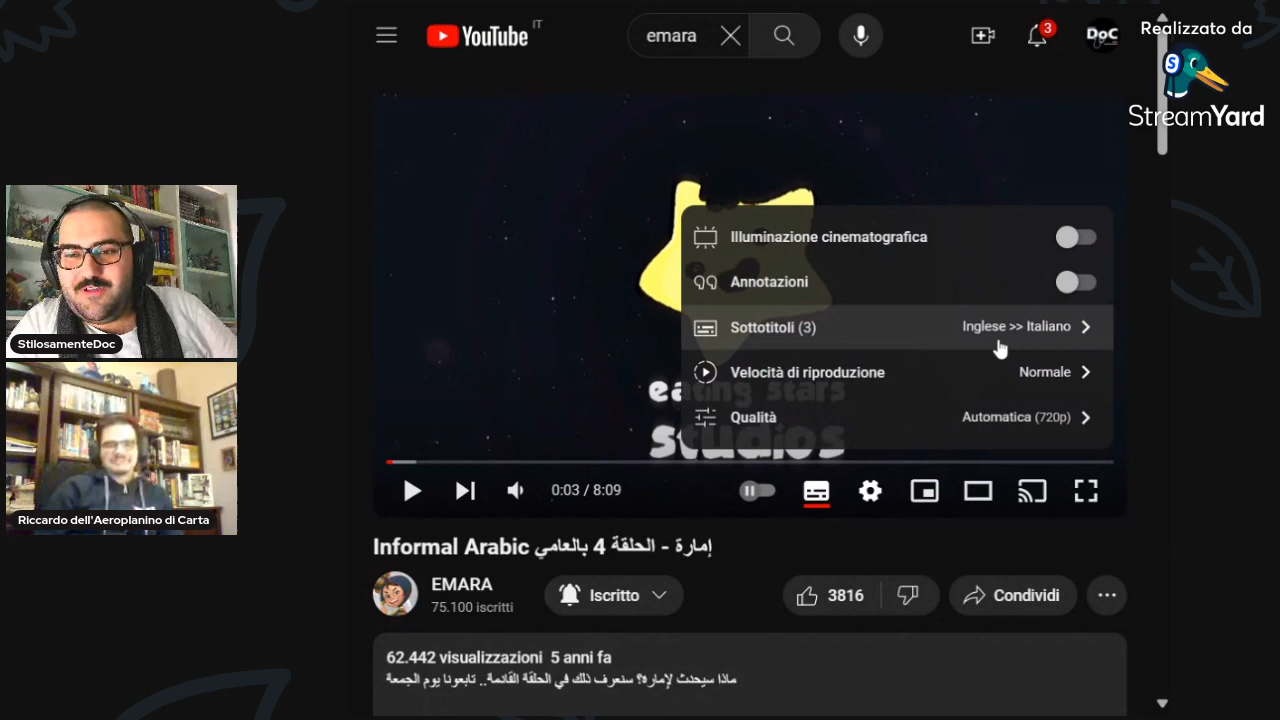 YouTube IT
emara
3
DOC
Realizzato da
S
StreamYard
Illuminazione cinematografica
Annotazioni
Sottotitoli (3) Inglese >> Italiano
Velocità di riproduzione Normale
Qualità Automatica (720p)
eating stars
studios
0:03 / 8:09
StilosamenteDoc
Riccardo dell'Aeroplanino di Carta
Informal Arabic إمارة - الحلقة 4 بالعامي
EMARA
75.100 iscritti
Iscritto
3816
Condividi
62.442 visualizzazioni 5 anni fa
ماذا سيحدث لإمارة؟ سنعرف ذلك في الحلقة القادمة.. تابعونا يوم الجمعة